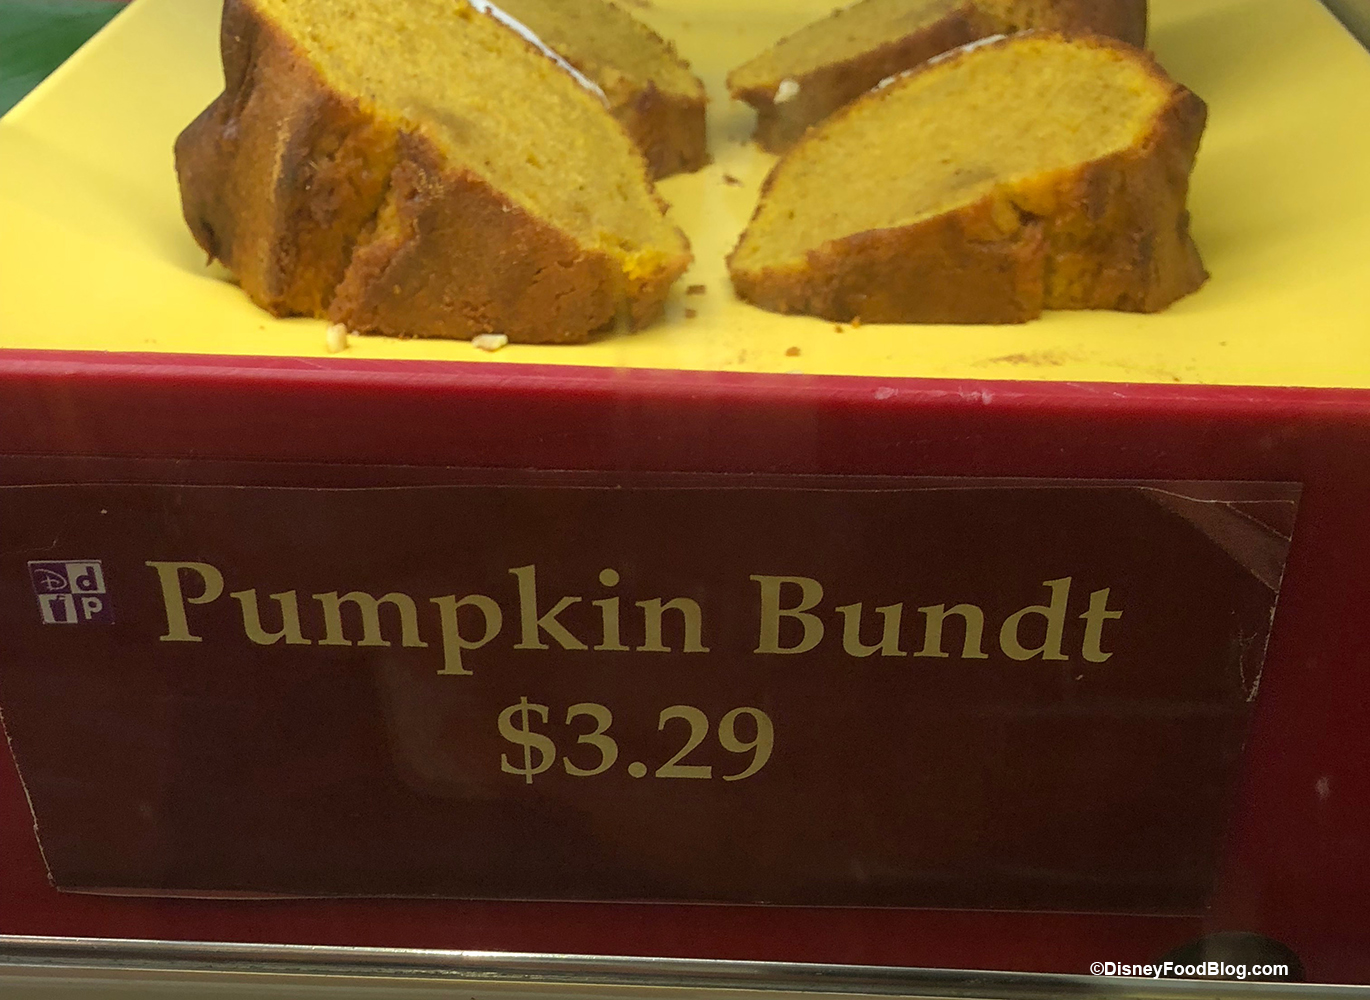 D d
i P
Pumpkin Bundt
$3.29
©DisneyFoodBlog.com